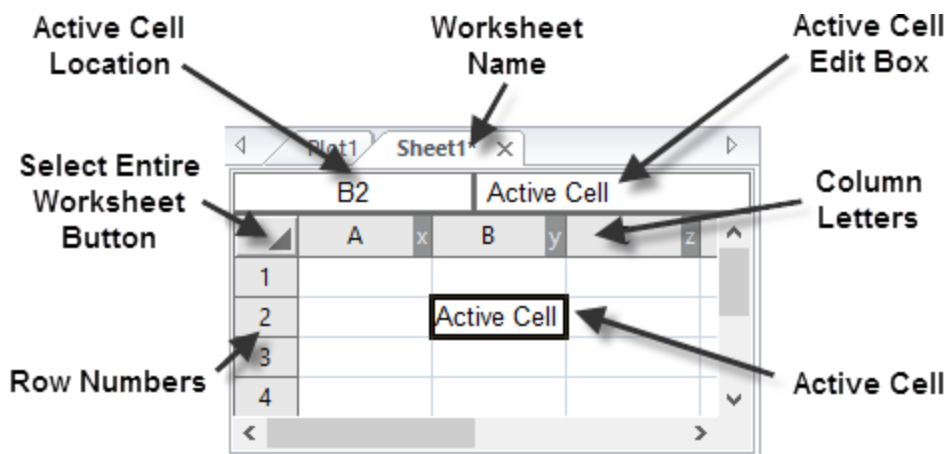 Active Cell
Location
Worksheet
Name
Active Cell
Edit Box
Plot1
Sheet1*
Select Entire
Worksheet
Button
B2
Active Cell
Column
Letters
A x B y z
1
2 Active Cell
3
4
Row Numbers
Active Cell